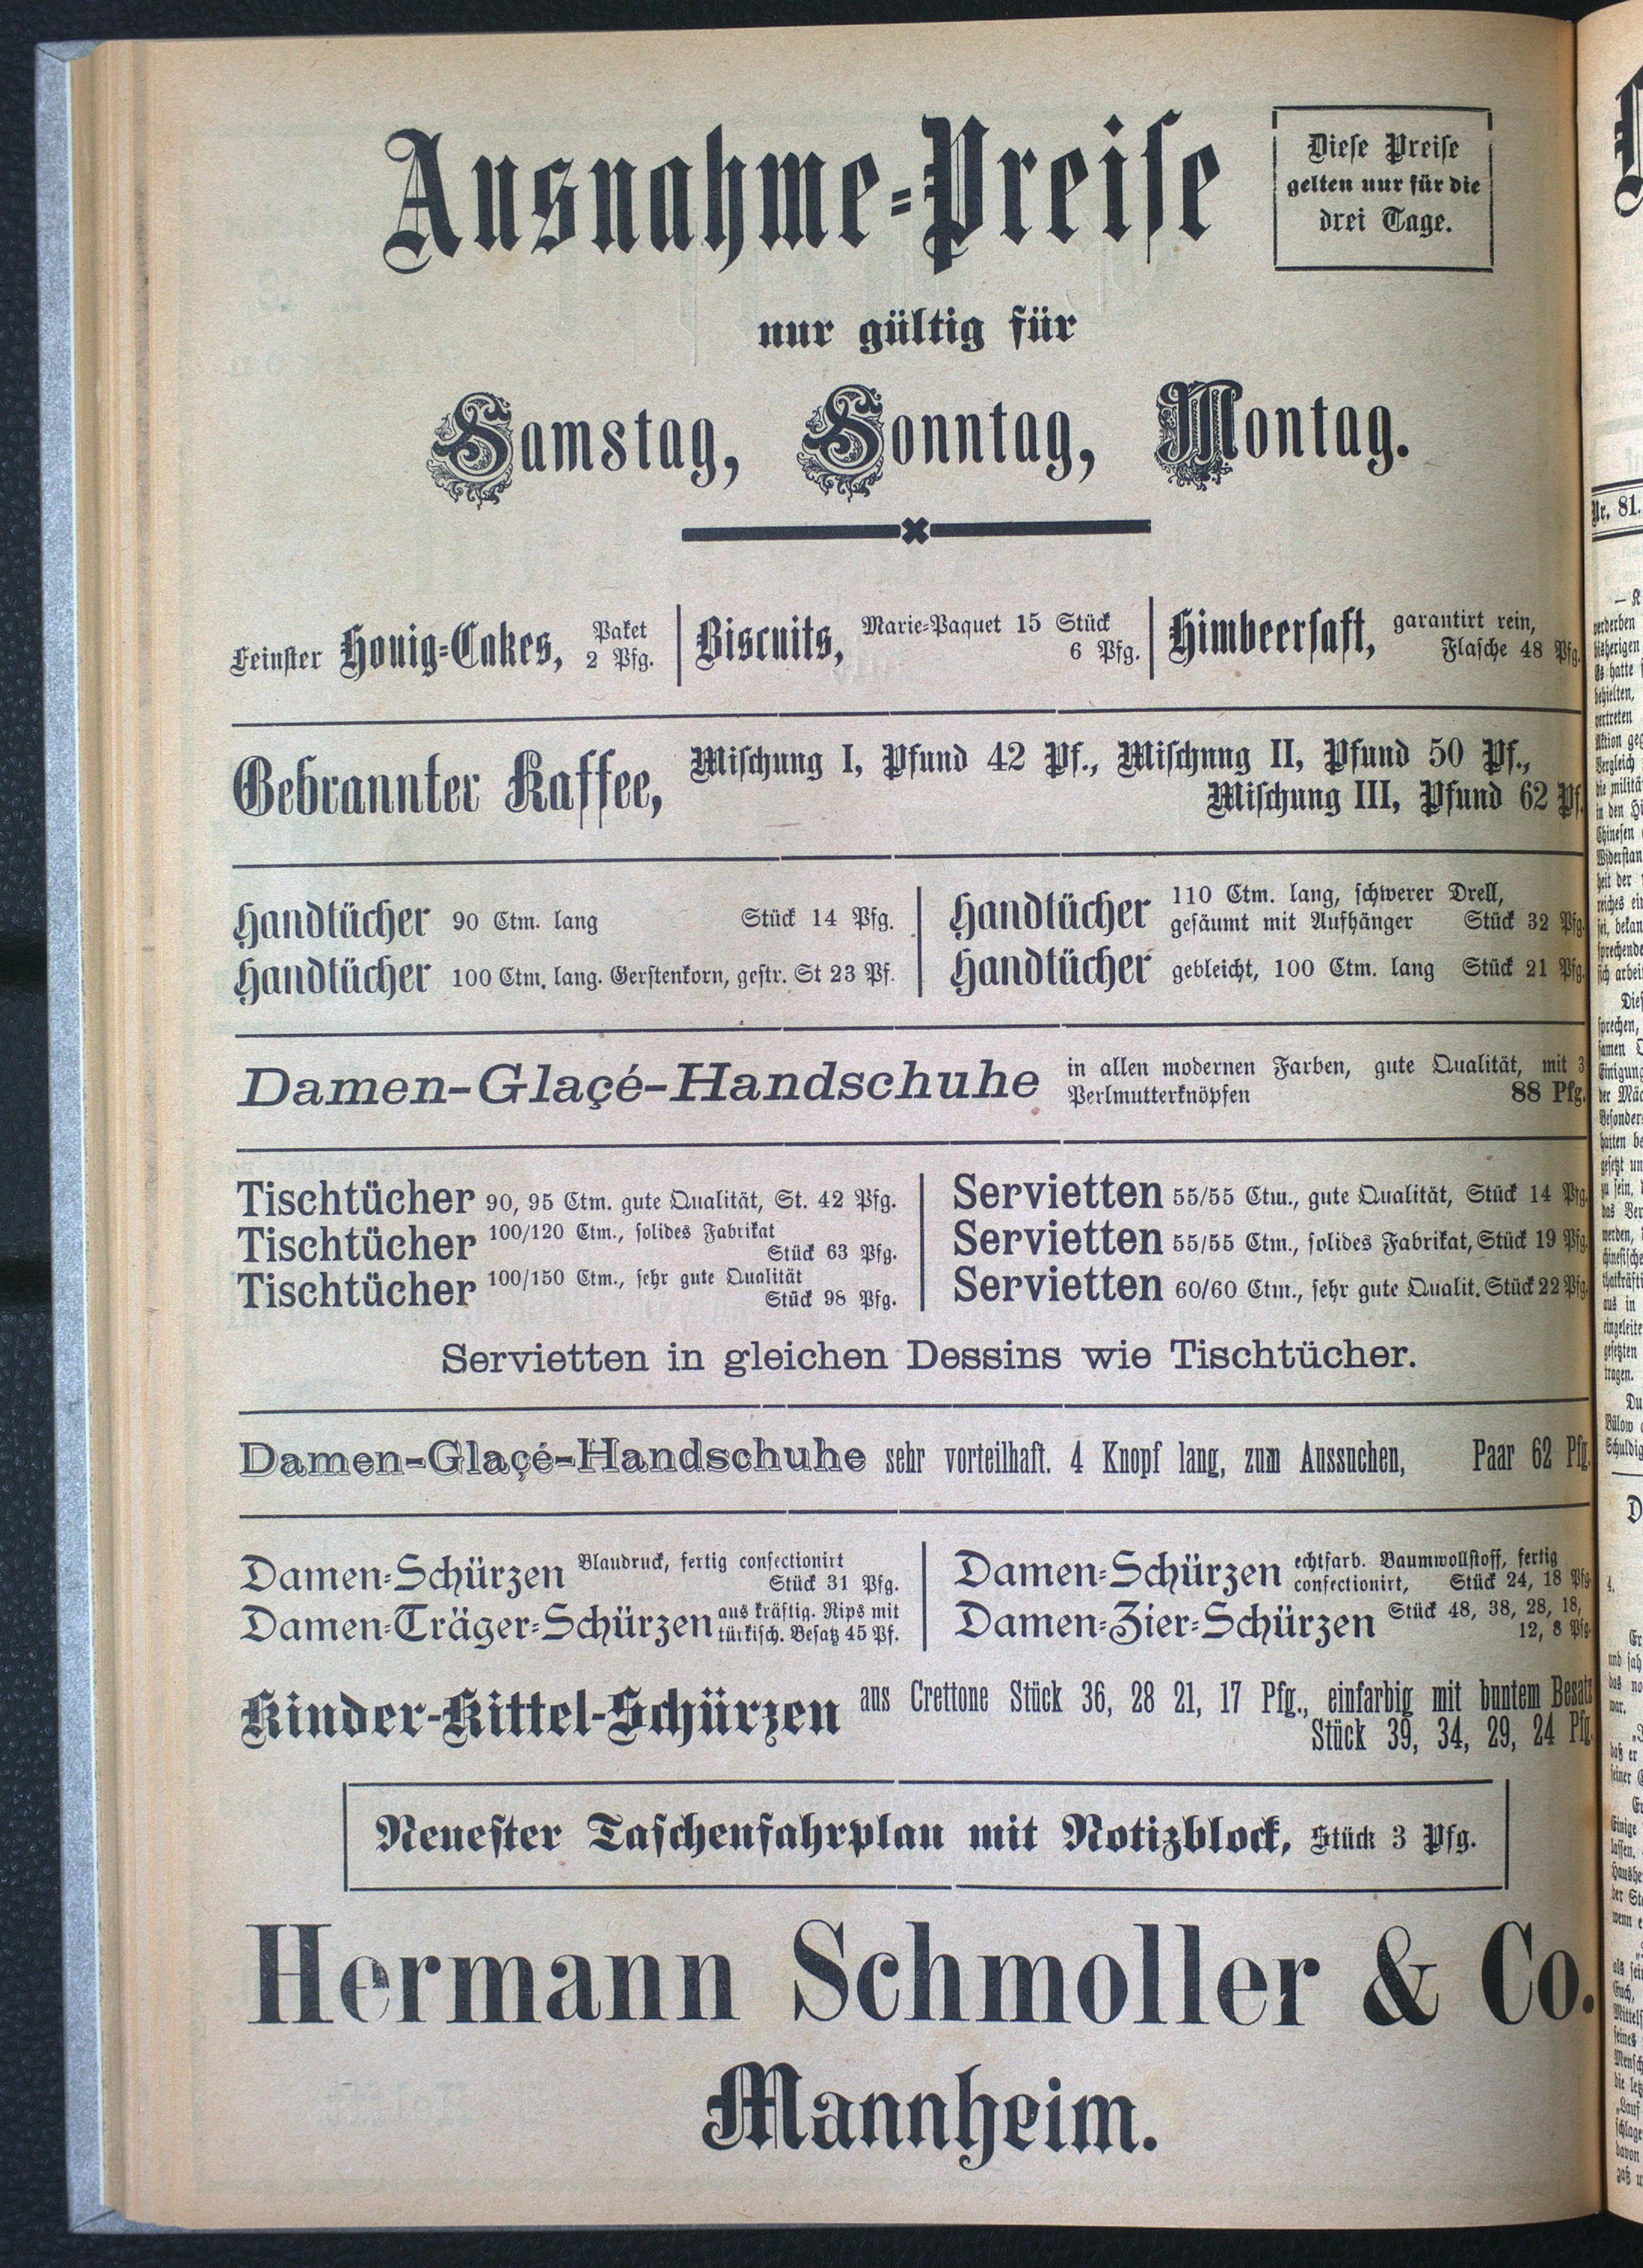 Ausnahme-Preise
Diese Preise
gelten nur für die
drei Tage.
nur gültig für
Samstag, Sonntag, Montag.
Feinster Honig-Cakes, Paket
2 Pfg.
Biscuits, Marie-Paquet 15 Stück
6 Pfg.
Himbeersaft, garantirt rein,
Flasche 48 Pfg.
Gebrannter Kaffee, Mischung I, Pfund 42 Pf., Mischung II, Pfund 50 Pf.,
Mischung III, Pfund 62 Pf.
Handtücher 90 Ctm. lang Stück 14 Pfg.
Handtücher 100 Ctm. lang. Gerstenkorn, gestr. St 23 Pf.
Handtücher 110 Ctm. lang, schwerer Drell,
gesäumt mit Aufhänger Stück 32 Pfg.
Handtücher gebleicht, 100 Ctm. lang Stück 21 Pfg.
Damen-Glaçé-Handschuhe in allen modernen Farben, gute Qualität, mit 3
Perlmutterknöpfen 88 Pfg.
Tischtücher 90, 95 Ctm. gute Qualität, St. 42 Pfg.
Tischtücher 100/120 Ctm., solides Fabrikat
Stück 63 Pfg.
Tischtücher 100/150 Ctm., sehr gute Qualität
Stück 98 Pfg.
Servietten 55/55 Ctm., gute Qualität, Stück 14 Pfg.
Servietten 55/55 Ctm., solides Fabrikat, Stück 19 Pfg.
Servietten 60/60 Ctm., sehr gute Qualit. Stück 22 Pfg.
Servietten in gleichen Dessins wie Tischtücher.
Damen-Glaçé-Handschuhe sehr vorteilhaft. 4 Knopf lang, zum Aussuchen, Paar 62 Pfg.
Damen-Schürzen Blaudruck, fertig confectionirt
Stück 31 Pfg.
Damen-Träger-Schürzen aus kräftig. Rips mit
türkisch. Besatz 45 Pf.
Damen-Schürzen echtfarb. Baumwollstoff, fertig
confectionirt, Stück 24, 18 Pfg.
Damen-Zier-Schürzen Stück 48, 38, 28, 18,
12, 8 Pfg.
Kinder-Kittel-Schürzen aus Crettone Stück 36, 28 21, 17 Pfg., einfarbig mit buntem Besatz
Stück 39, 34, 29, 24 Pfg.
Neuester Taschenfahrplan mit Notizblock, Stück 3 Pfg.
Hermann Schmoller & Co.
Mannheim.
Nr. 81.